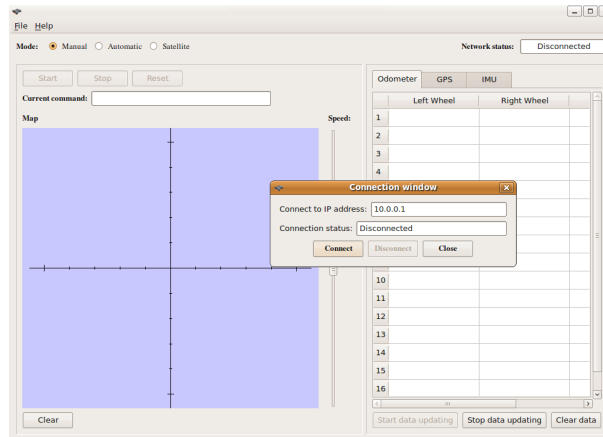 File Help
Mode: Manual Automatic Satellite Network status: Disconnected
Start Stop Reset
Current command:
Map Speed:
Odometer GPS IMU
Left Wheel Right Wheel
1
2
3
4
Connection window
Connect to IP address: 10.0.0.1
Connection status: Disconnected
Connect Disconnect Close
10
11
12
13
14
15
16
Clear
Start data updating Stop data updating Clear data